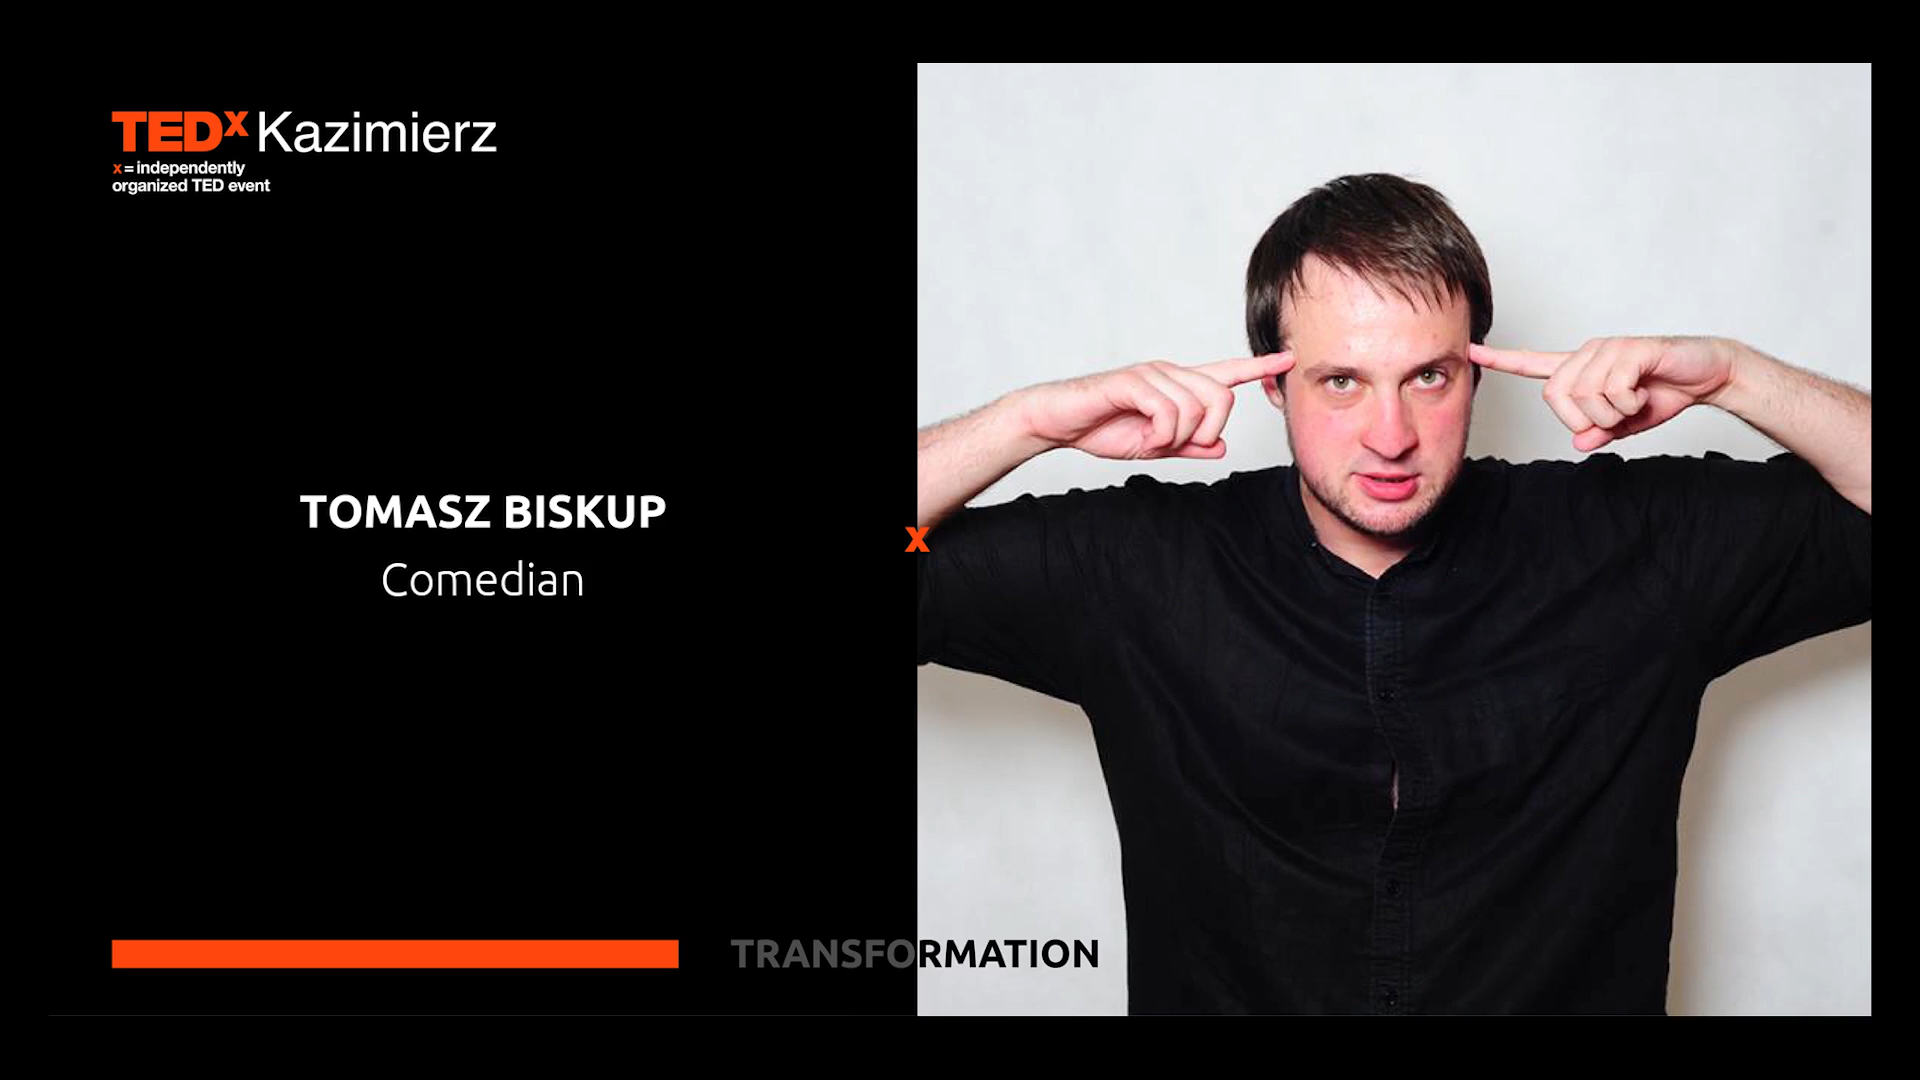 TEDx Kazimierz
x = independently
organized TED event
TOMASZ BISKUP
Comedian
x
TRANSFORMATION